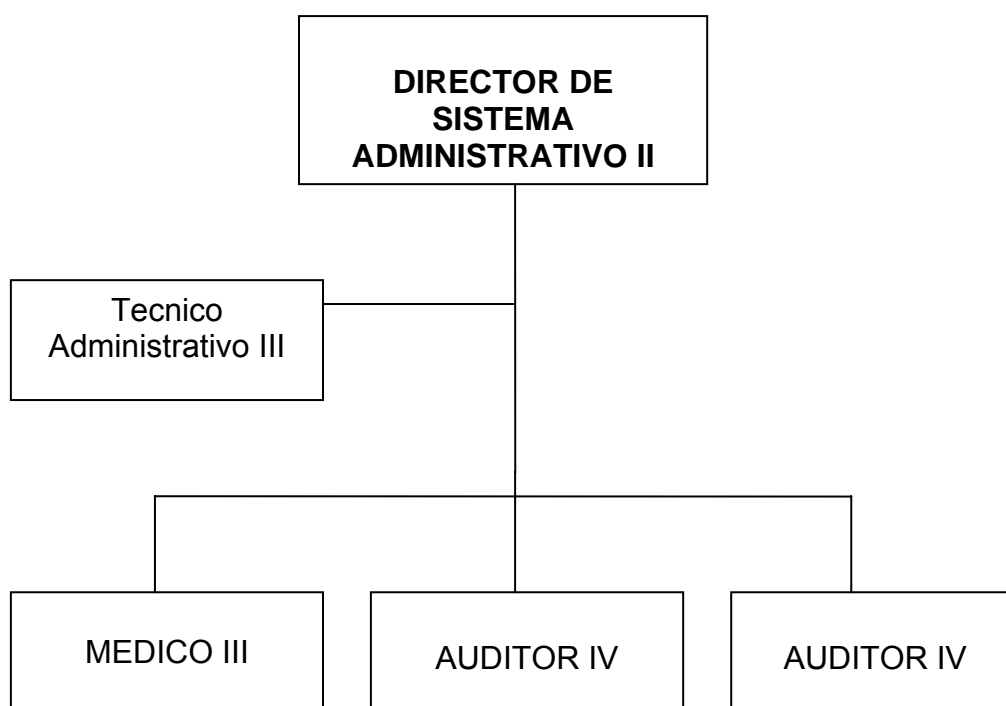 DIRECTOR DE
SISTEMA
ADMINISTRATIVO II
Tecnico
Administrativo III
MEDICO III
AUDITOR IV
AUDITOR IV